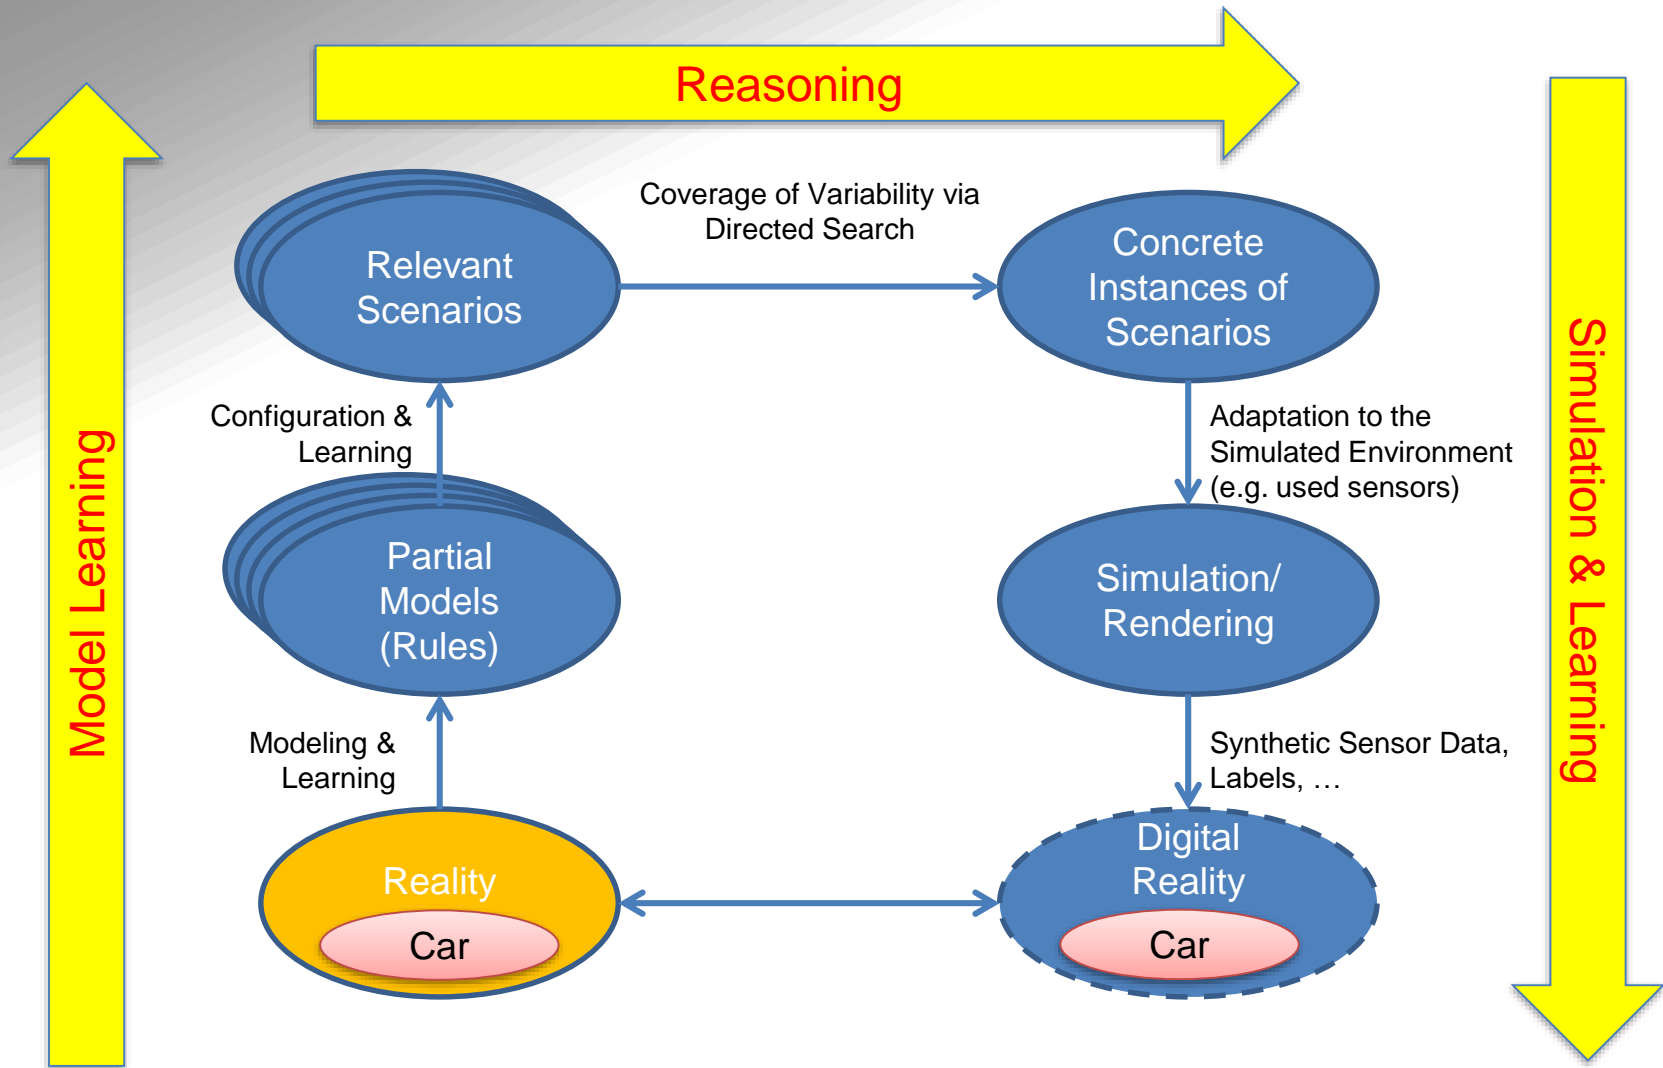 Reasoning
Model Learning
Simulation & Learning
Coverage of Variability via
Directed Search
Relevant
Scenarios
Concrete
Instances of
Scenarios
Configuration &
Learning
Adaptation to the
Simulated Environment
(e.g. used sensors)
Partial
Models
(Rules)
Simulation/
Rendering
Modeling &
Learning
Synthetic Sensor Data,
Labels, …
Reality
Car
Digital
Reality
Car